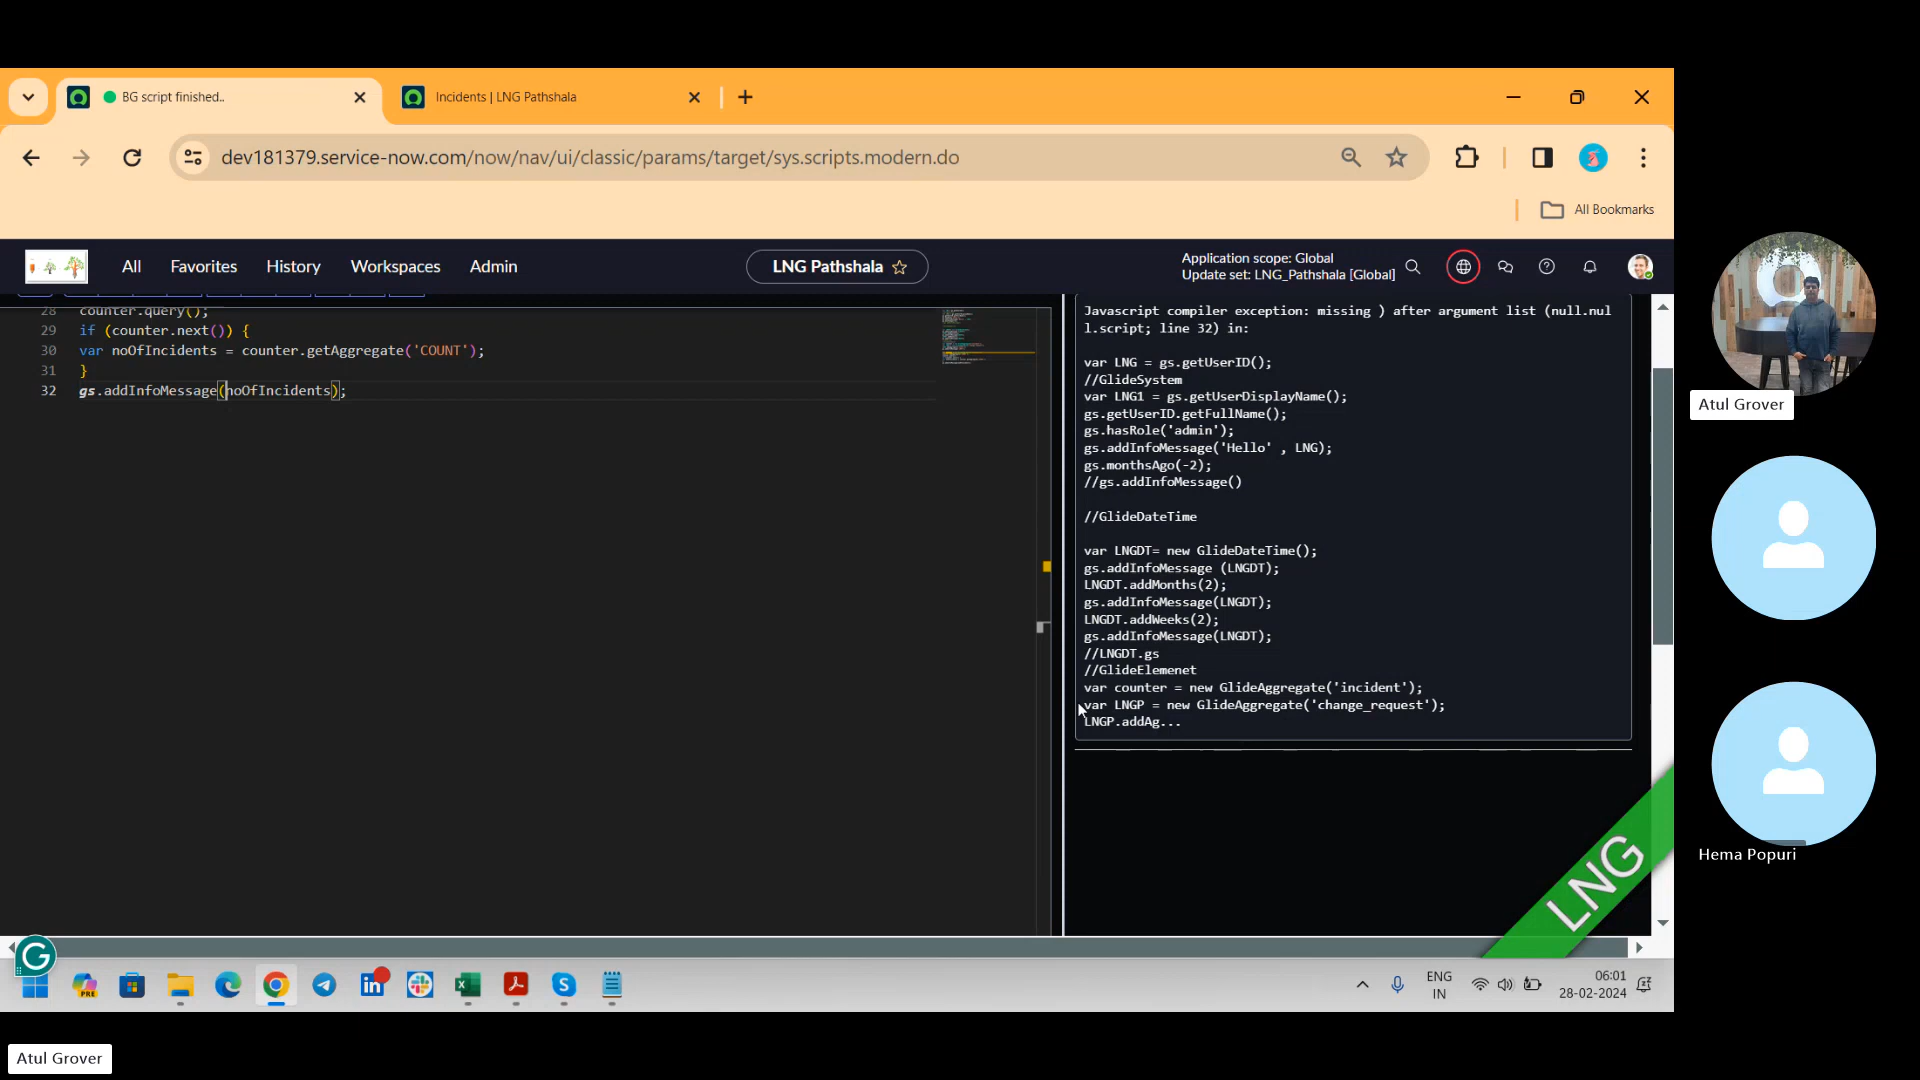 BG script finished..
Incidents | LNG Pathshala
dev181379.service-now.com/now/nav/ui/classic/params/target/sys.scripts.modern.do
All Bookmarks
All
Favorites
History
Workspaces
Admin
LNG Pathshala
Application scope: Global
Update set: LNG_Pathshala [Global]
28 counter.query();
29 if (counter.next()) {
30 var noOfIncidents = counter.getAggregate('COUNT');
31 }
32 gs.addInfoMessage(noOfIncidents);
Javascript compiler exception: missing ) after argument list (null.nul
l.script; line 32) in:
var LNG = gs.getUserID();
//GlideSystem
var LNG1 = gs.getUserDisplayName();
gs.getUserID.getFullName();
gs.hasRole('admin');
gs.addInfoMessage('Hello' , LNG);
gs.monthsAgo(-2);
//gs.addInfoMessage()
//GlideDateTime
var LNGDT= new GlideDateTime();
gs.addInfoMessage (LNGDT);
LNGDT.addMonths(2);
gs.addInfoMessage(LNGDT);
LNGDT.addWeeks(2);
gs.addInfoMessage(LNGDT);
//LNGDT.gs
//GlideElemenet
var counter = new GlideAggregate('incident');
var LNGP = new GlideAggregate('change_request');
LNGP.addAg...
LNG
Atul Grover
Hema Popuri
PRE
ENG
IN
06:01
28-02-2024
Atul Grover